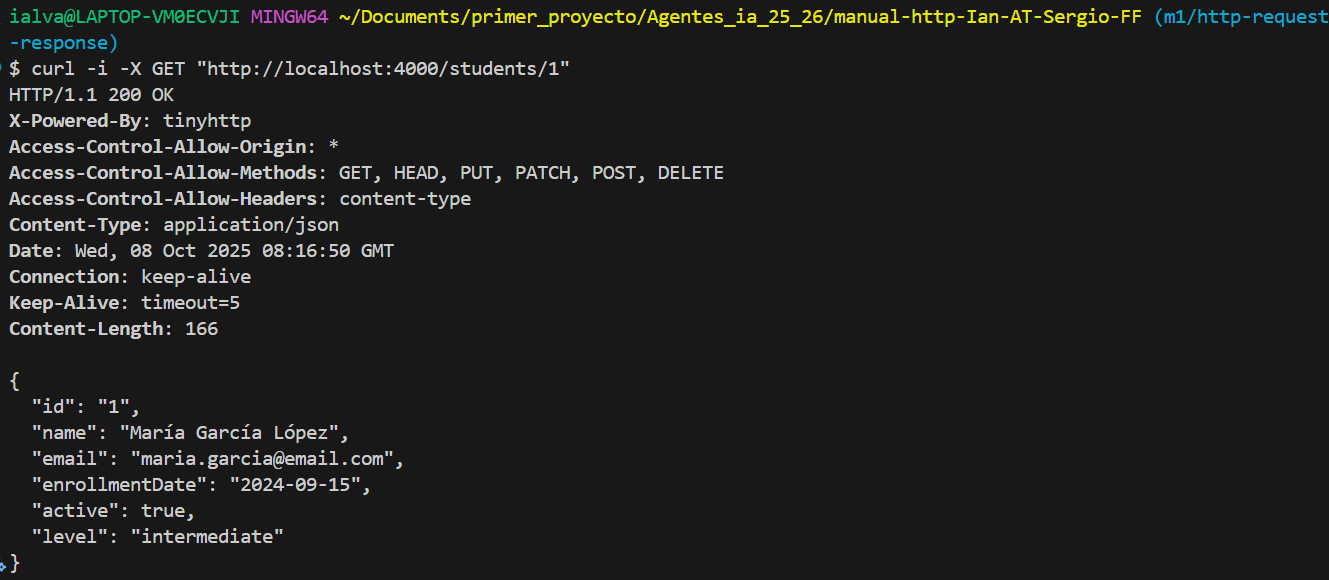 ialva@LAPTOP-VM0ECVJI MINGW64 ~/Documents/primer_proyecto/Agentes_ia_25_26/manual-http-Ian-AT-Sergio-FF (m1/http-request
-response)
$ curl -i -X GET "http://localhost:4000/students/1"
HTTP/1.1 200 OK
X-Powered-By: tinyhttp
Access-Control-Allow-Origin: *
Access-Control-Allow-Methods: GET, HEAD, PUT, PATCH, POST, DELETE
Access-Control-Allow-Headers: content-type
Content-Type: application/json
Date: Wed, 08 Oct 2025 08:16:50 GMT
Connection: keep-alive
Keep-Alive: timeout=5
Content-Length: 166

{
  "id": "1",
  "name": "María García López",
  "email": "maria.garcia@email.com",
  "enrollmentDate": "2024-09-15",
  "active": true,
  "level": "intermediate"
}